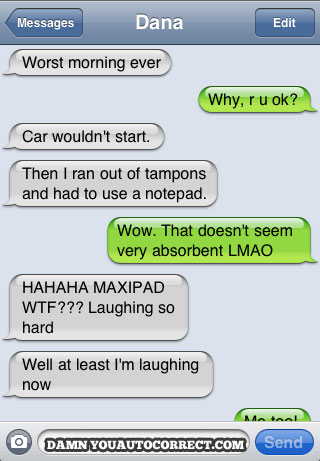 Messages
Dana
Edit
Worst morning ever
Why, r u ok?
Car wouldn't start.
Then I ran out of tampons
and had to use a notepad.
Wow. That doesn't seem
very absorbent LMAO
HAHAHA MAXIPAD
WTF??? Laughing so
hard
Well at least I'm laughing
now
Me too!
DAMNYOUAUTOCORRECT.COM
Send